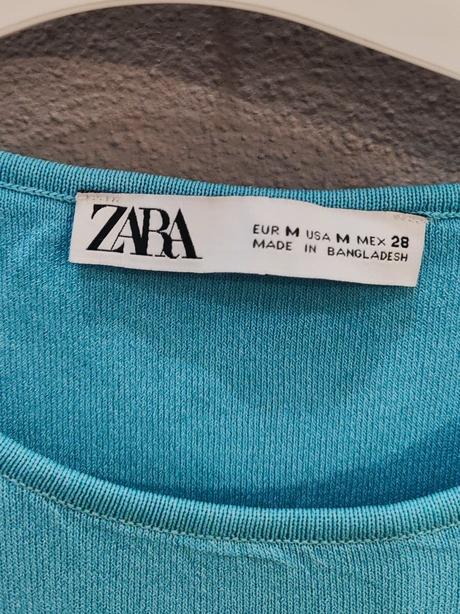 ZARA
EUR M USA M MEX 28
MADE IN BANGLADESH